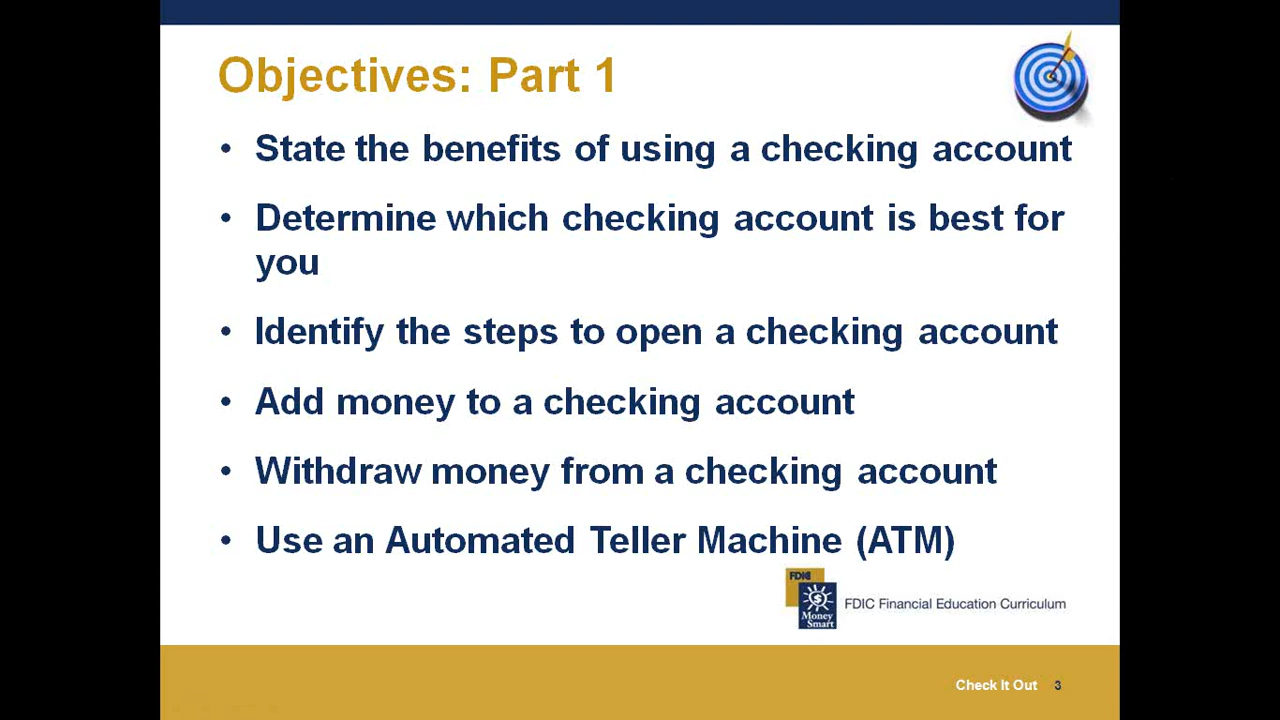 Objectives: Part 1
• State the benefits of using a checking account
• Determine which checking account is best for
you
• Identify the steps to open a checking account
• Add money to a checking account
• Withdraw money from a checking account
• Use an Automated Teller Machine (ATM)
FDIC
Money
Smart
FDIC Financial Education Curriculum
Check It Out 3